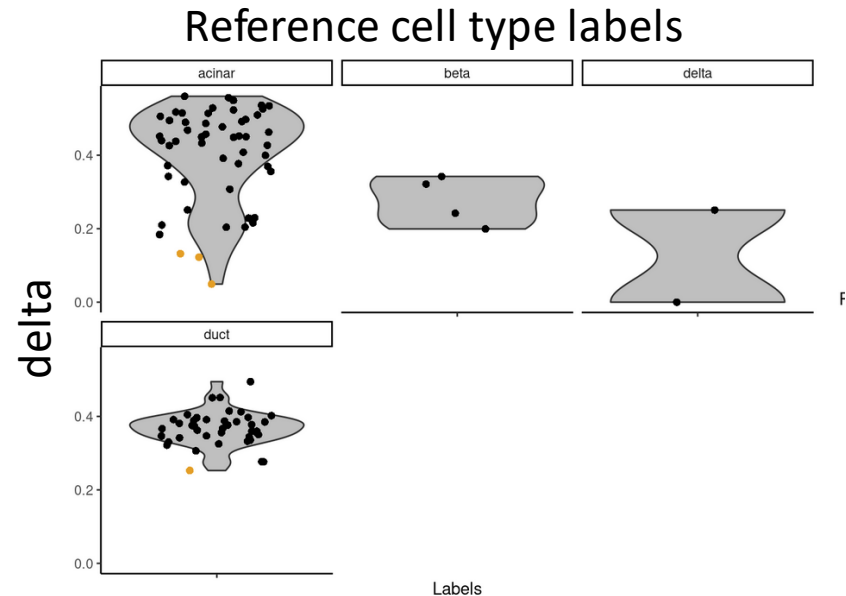 Reference cell type labels
acinar
beta
delta
0.4
0.2
0.0
delta
duct
0.4
0.2
0.0
Labels